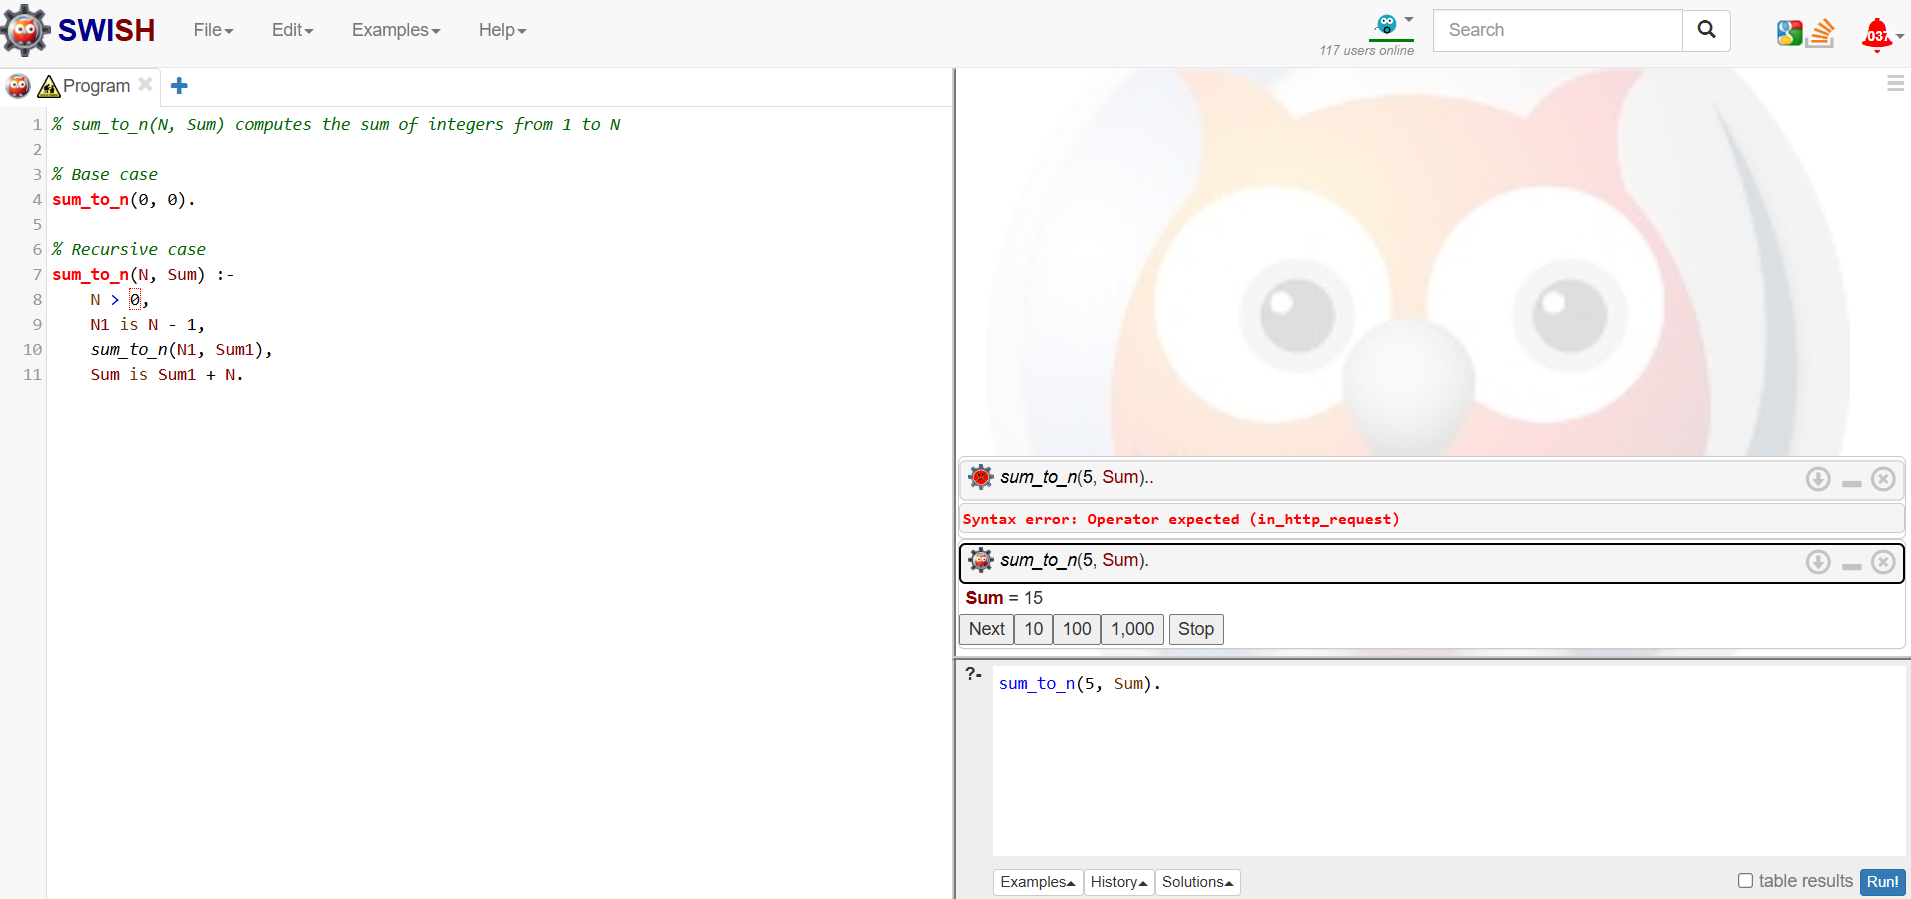 SWISH File Edit Examples Help 117 users online Search 037
Program
1 % sum_to_n(N, Sum) computes the sum of integers from 1 to N
2
3 % Base case
4 sum_to_n(0, 0).
5
6 % Recursive case
7 sum_to_n(N, Sum) :-
8 N > 0,
9 N1 is N - 1,
10 sum_to_n(N1, Sum1),
11 Sum is Sum1 + N.
sum_to_n(5, Sum)..
Syntax error: Operator expected (in_http_request)
sum_to_n(5, Sum).
Sum = 15
Next 10 100 1,000 Stop
?- sum_to_n(5, Sum).
Examples History Solutions table results Run!